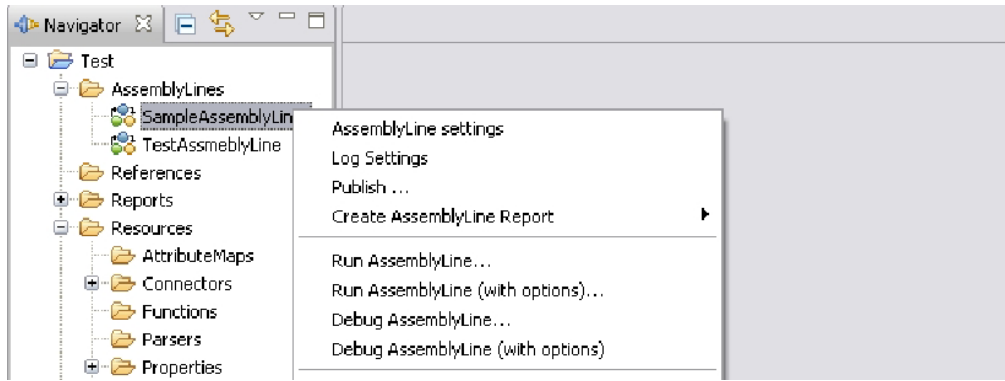 Navigator
Test
AssemblyLines
SampleAssemblyLin
TestAssmeblyLine
References
Reports
Resources
AttributeMaps
Connectors
Functions
Parsers
Properties
AssemblyLine settings
Log Settings
Publish ...
Create AssemblyLine Report
Run AssemblyLine...
Run AssemblyLine (with options)...
Debug AssemblyLine...
Debug AssemblyLine (with options)